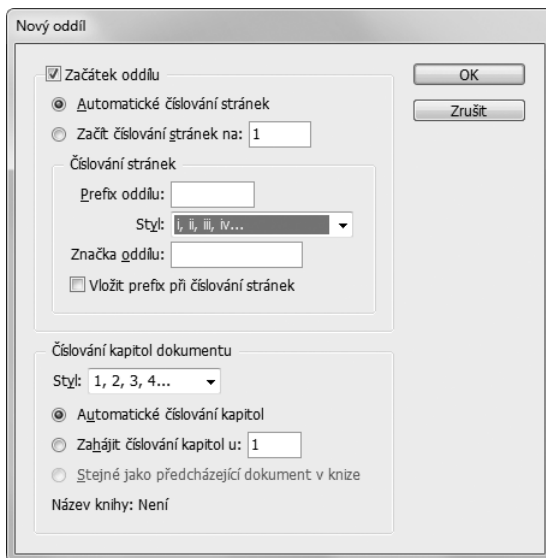 Nový oddíl
Začátek oddílu
OK
Automatické číslování stránek
Zrušit
Začít číslování stránek na: 1
Číslování stránek
Prefix oddílu:
Styl: i, ii, iii, iv...
Značka oddílu:
Vložit prefix při číslování stránek
Číslování kapitol dokumentu
Styl: 1, 2, 3, 4...
Automatické číslování kapitol
Zahájit číslování kapitol u: 1
Stejné jako předcházející dokument v knize
Název knihy: Není